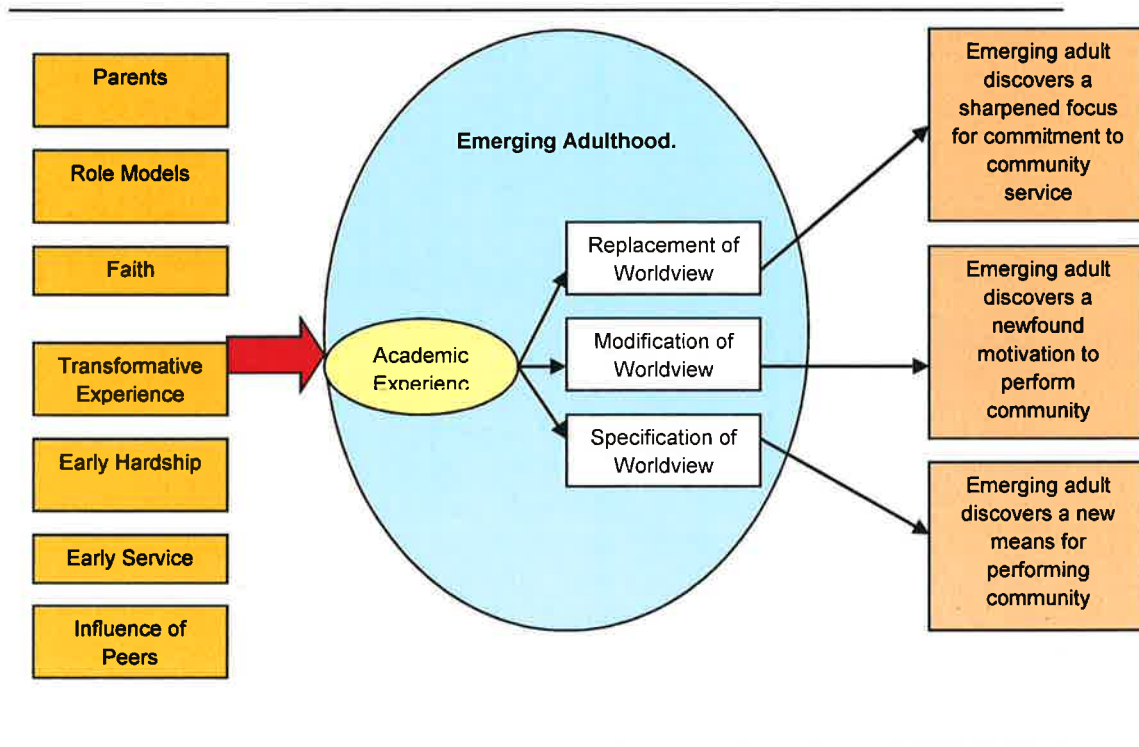 Parents
Role Models
Faith
Transformative
Experience
Early Hardship
Early Service
Influence of
Peers
Emerging Adulthood.
Academic
Experienc
Replacement of
Worldview
Modification of
Worldview
Specification of
Worldview
Emerging adult
discovers a
sharpened focus
for commitment to
community
service
Emerging adult
discovers a
newfound
motivation to
perform
community
Emerging adult
discovers a new
means for
performing
community